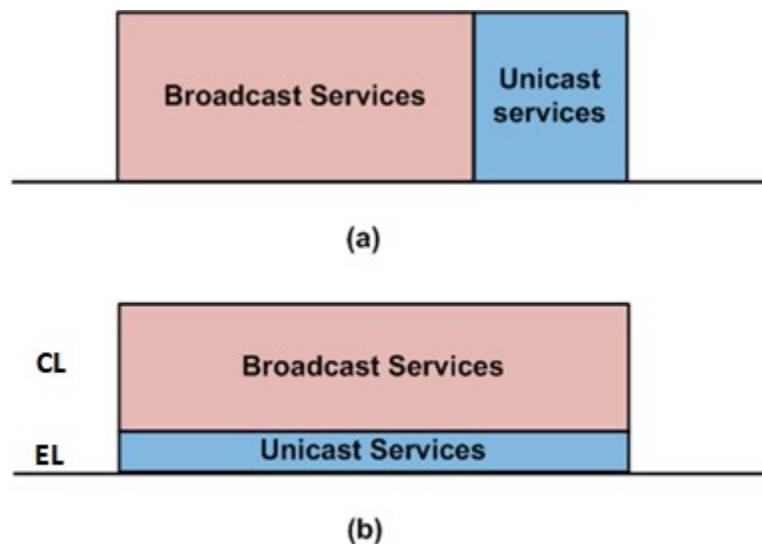 Broadcast Services
Unicast
services
(a)
CL
Broadcast Services
EL
Unicast Services
(b)